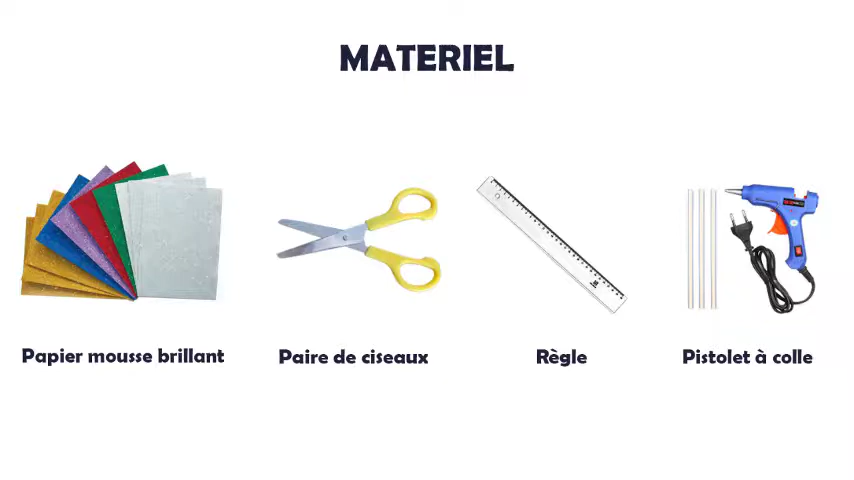 MATERIEL
Papier mousse brillant
Paire de ciseaux
Règle
Pistolet à colle